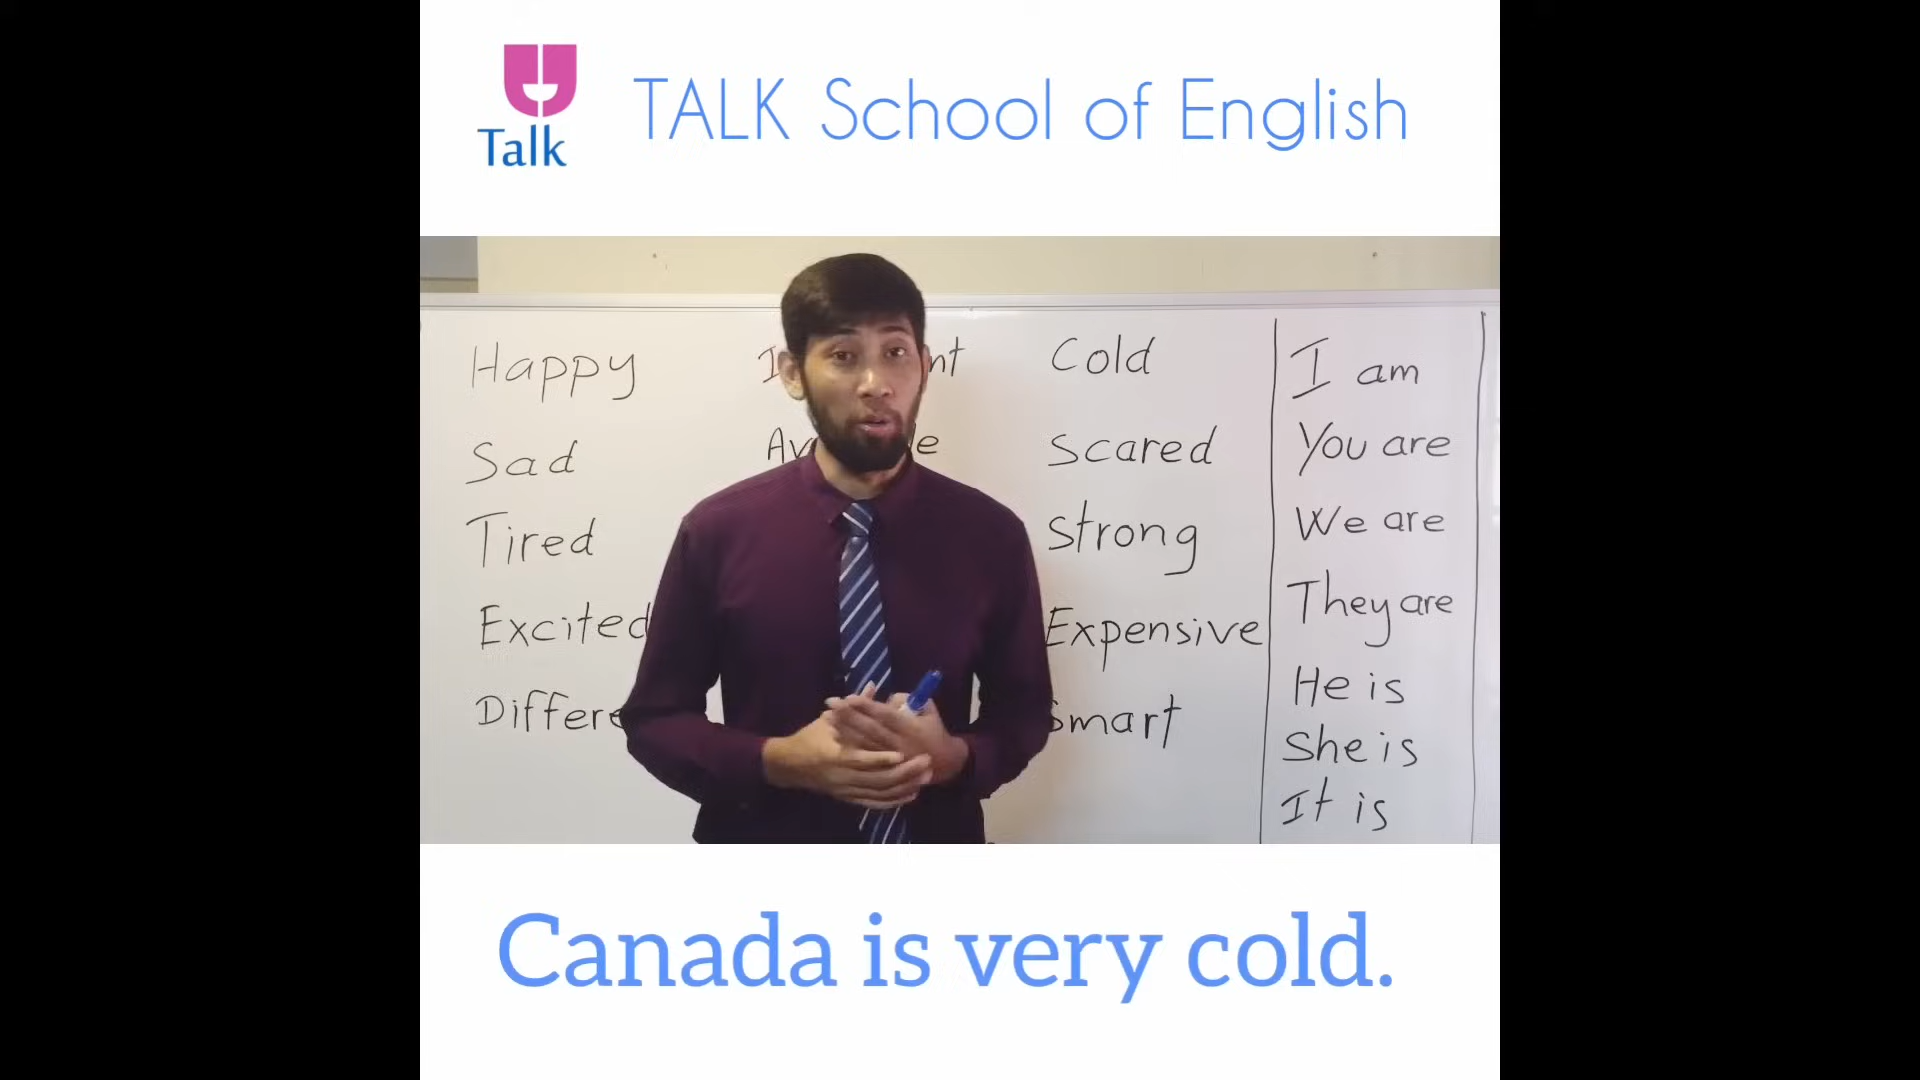 Talk
TALK School of English
Happy
Sad
Tired
Excited
Cold
Scared
Strong
Expensive
Smart
I am
You are
We are
They are
He is
She is
It is
Canada is very cold.